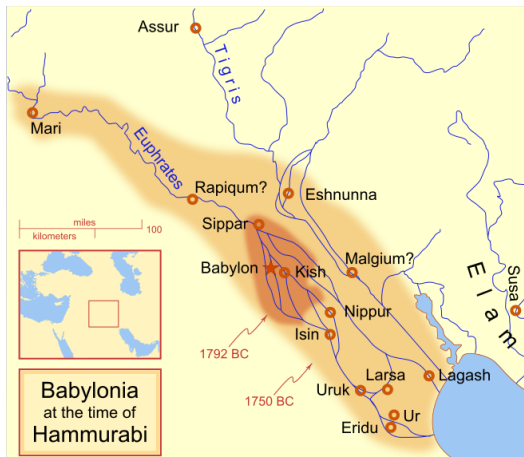 Assur
Tigris
Mari
Euphrates
Rapiqum?
Eshnunna
Sippar
miles
100
kilometers
Babylon
Kish
Malgium?
Susa
Elam
Nippur
Isin
1792 BC
Larsa
Lagash
Uruk
1750 BC
Ur
Eridu
Babylonia
at the time of
Hammurabi